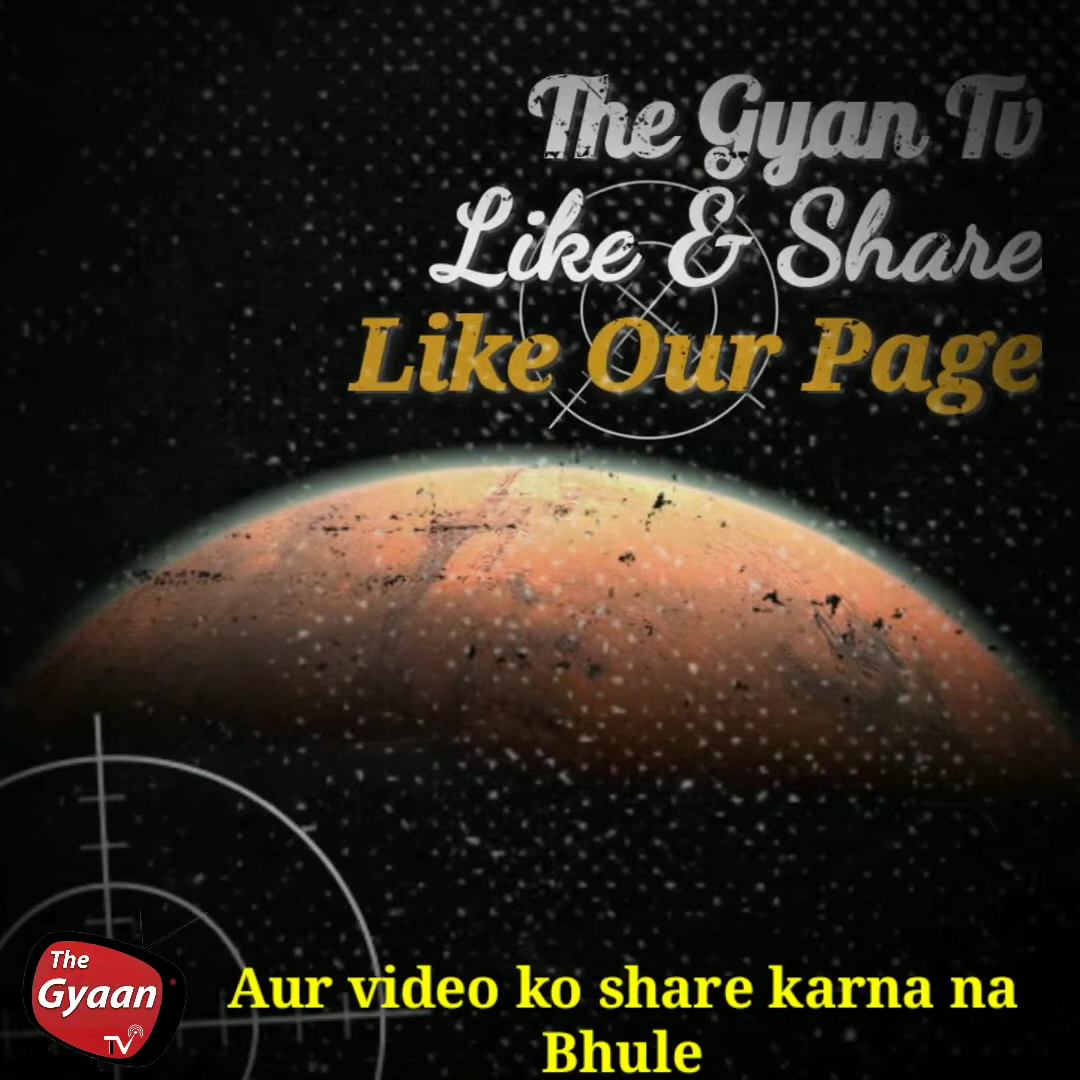 The Gyan Tv
Like & Share
Like Our Page
The
Gyaan
TV
Aur video ko share karna na
Bhule